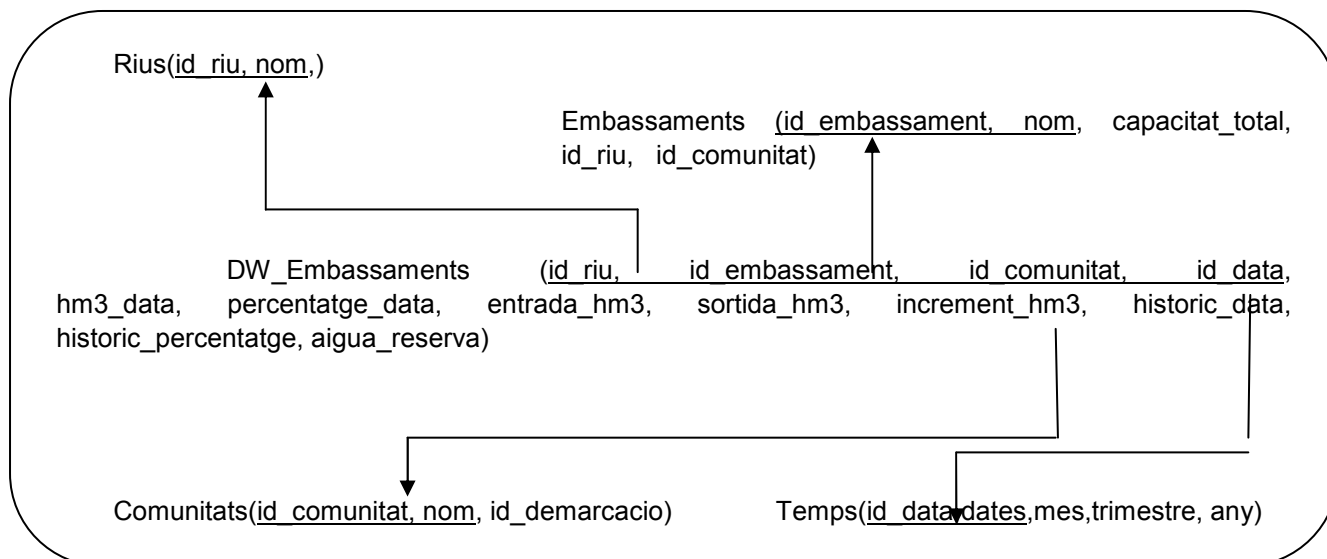 Rius(id_riu, nom,)
Embassaments (id_embassament, nom, capacitat_total,
id_riu, id_comunitat)
DW_Embassaments (id_riu, id_embassament, id_comunitat, id_data,
hm3_data, percentatge_data, entrada_hm3, sortida_hm3, increment_hm3, historic_data,
historic_percentatge, aigua_reserva)
Comunitats(id_comunitat, nom, id_demarcacio)
Temps(id_data,dates,mes,trimestre, any)